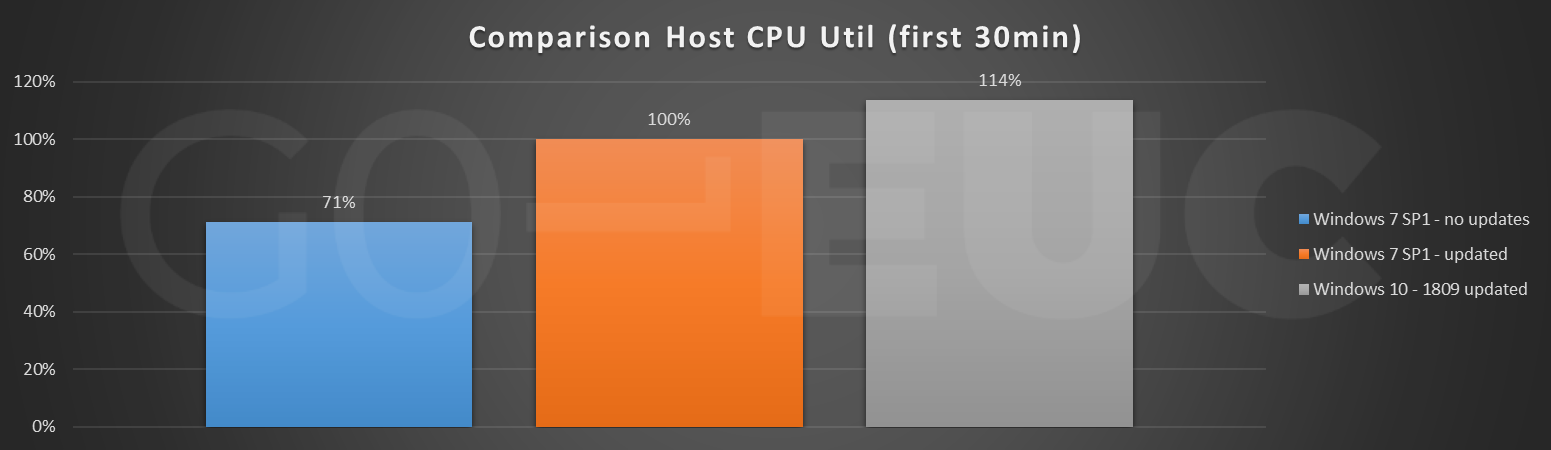 Comparison Host CPU Util (first 30min)
120%
100%
80%
60%
40%
20%
0%
71%
100%
114%
Windows 7 SP1 - no updates
Windows 7 SP1 - updated
Windows 10 - 1809 updated
GO-EUC